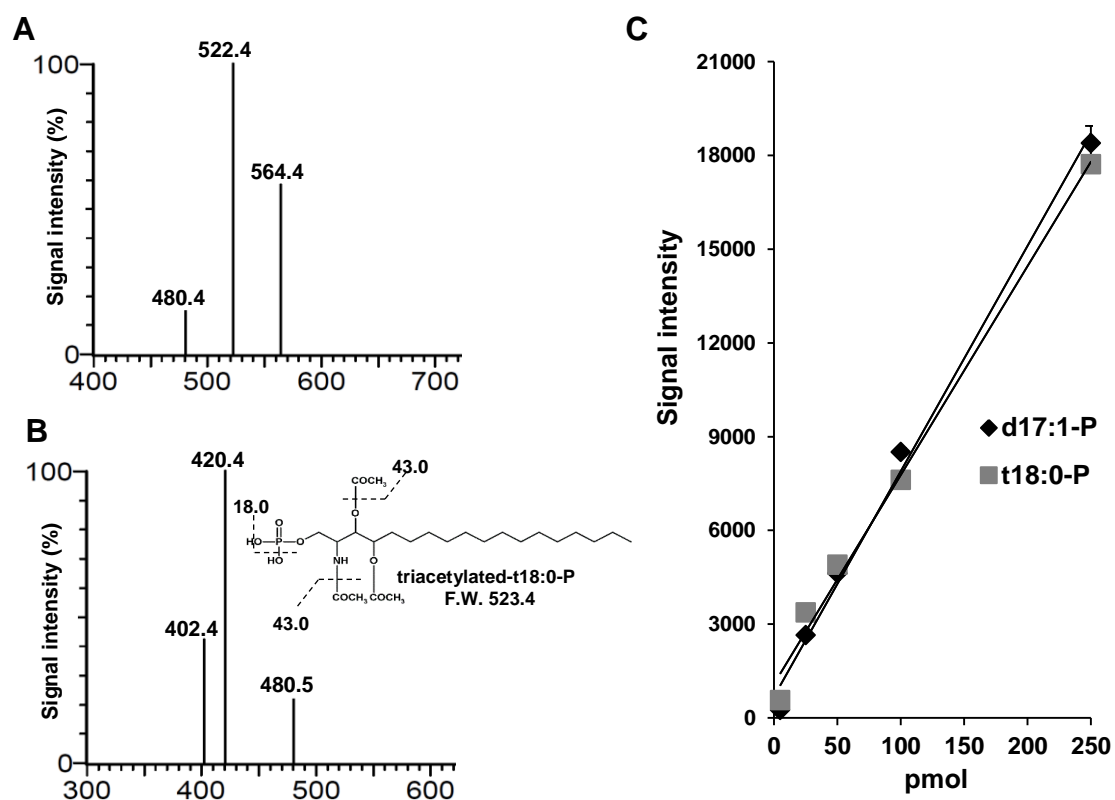 A
522.4
100
564.4
480.4
0
400 500 600 700
Signal intensity (%)
B
420.4
100
43.0
COCH3
O
18.0
O
HO P O
HO
NH O
triacetylated-t18:0-P
COCH3 COCH3
F.W. 523.4
43.0
402.4
480.5
0
300 400 500 600
Signal intensity (%)
C
21000
18000
15000
12000
9000
6000
3000
0
Signal intensity
d17:1-P
t18:0-P
0 50 100 150 200 250
pmol